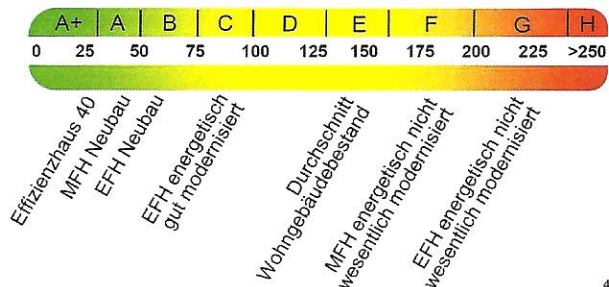 A+ A B C D E F G H
0 25 50 75 100 125 150 175 200 225 >250
Effizienzhaus 40
MFH Neubau
EFH Neubau
EFH energetisch
gut modernisiert
Durchschnitt
Wohngebäudebestand
MFH energetisch nicht
wesentlich modernisiert
EFH energetisch nicht
wesentlich modernisiert